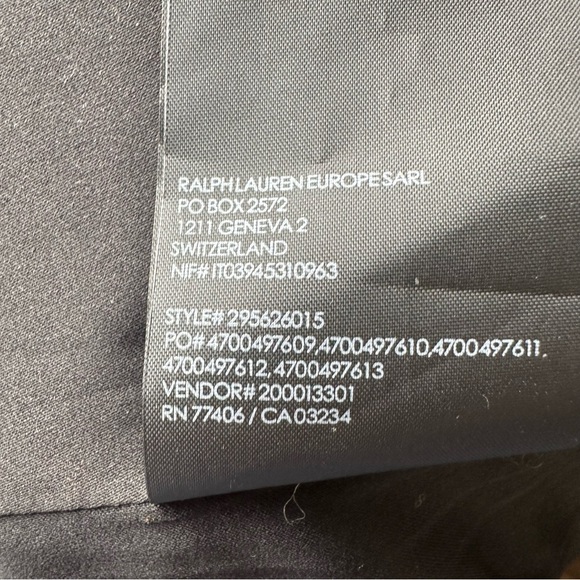 RALPH LAUREN EUROPE SARL
PO BOX 2572
1211 GENEVA 2
SWITZERLAND
NIF# IT03945310963
STYLE# 295626015
PO# 4700497609,4700497610,4700497611,
4700497612, 4700497613
VENDOR# 200013301
RN 77406 / CA 03234